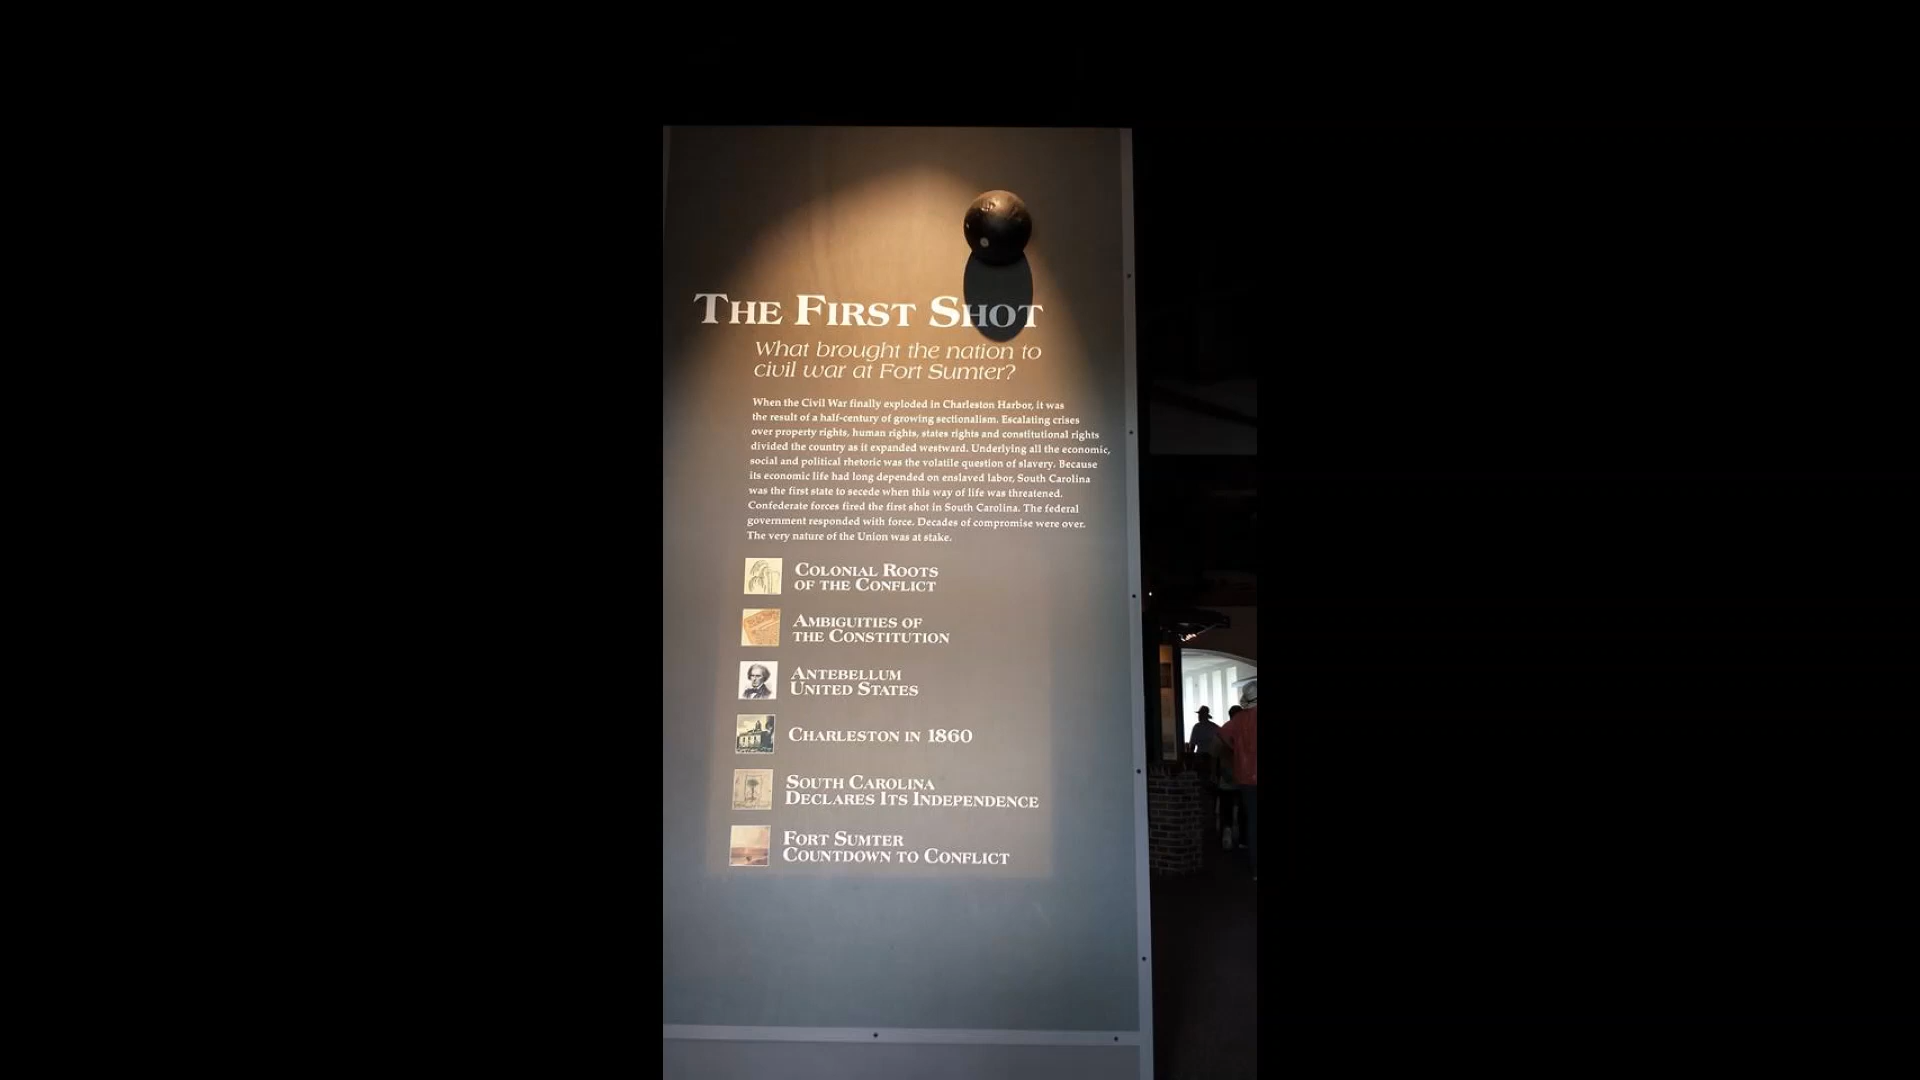 THE FIRST SHOT
What brought the nation to
civil war at Fort Sumter?
When the Civil War finally exploded in Charleston Harbor, it was
the result of a half-century of growing sectionalism. Escalating crises
over property rights, human rights, states rights and constitutional rights
divided the country as it expanded westward. Underlying all the economic,
social and political rhetoric was the volatile question of slavery. Because
its economic life had long depended on enslaved labor, South Carolina
was the first state to secede when this way of life was threatened.
Confederate forces fired the first shot in South Carolina. The federal
government responded with force. Decades of compromise were over.
The very nature of the Union was at stake.
COLONIAL ROOTS
OF THE CONFLICT
AMBIGUITIES OF
THE CONSTITUTION
ANTEBELLUM
UNITED STATES
CHARLESTON IN 1860
SOUTH CAROLINA
DECLARES ITS INDEPENDENCE
FORT SUMTER
COUNTDOWN TO CONFLICT